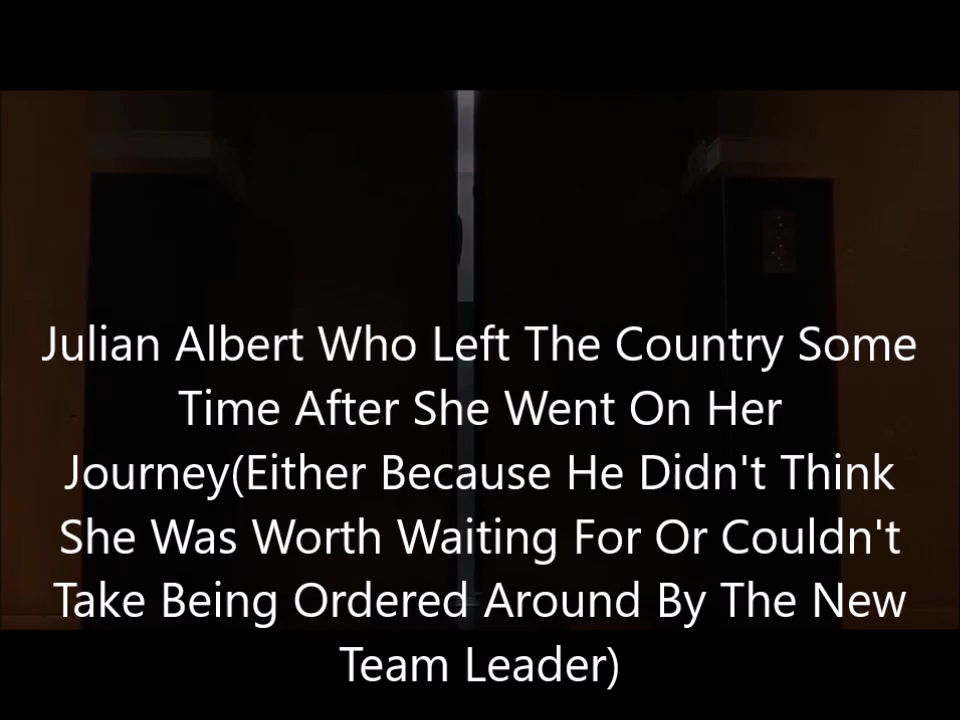 Julian Albert Who Left The Country Some
Time After She Went On Her
Journey(Either Because He Didn't Think
She Was Worth Waiting For Or Couldn't
Take Being Ordered Around By The New
Team Leader)